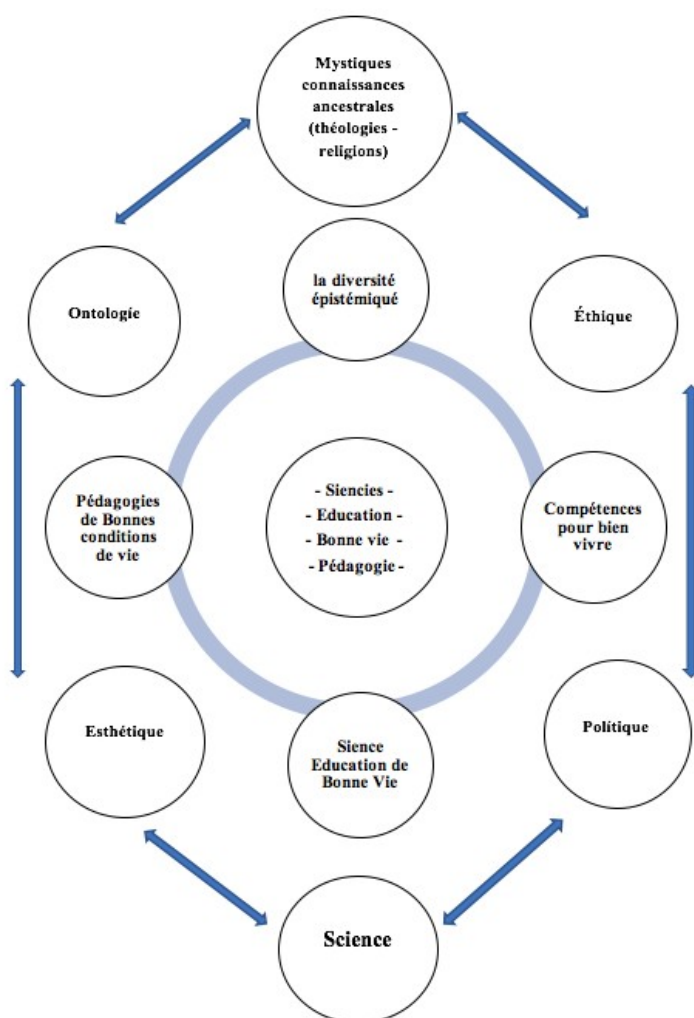 Mystiques
connaissances
ancestrales
(théologies -
religions)
la diversité
épistémiqué
Ontologie
Éthique
Pédagogies
de Bonnes
conditions
de vie
- Siencies -
- Education -
- Bonne vie -
- Pédagogie -
Compétences
pour bien
vivre
Esthétique
Polítique
Sience
Education de
Bonne Vie
Science